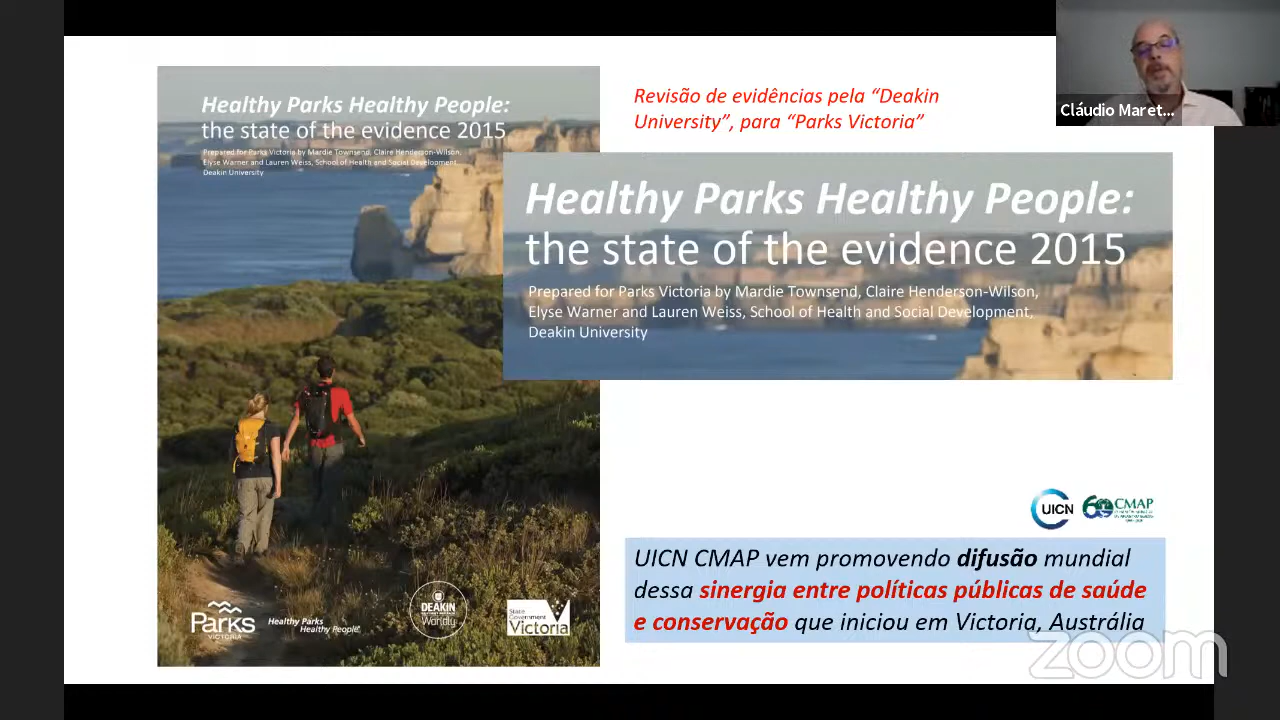 Healthy Parks Healthy People:
the state of the evidence 2015
Prepared for Parks Victoria by Mardie Townsend, Claire Henderson-Wilson,
Elyse Warner and Lauren Weiss, School of Health and Social Development,
Deakin University
Parks
VICTORIA
Healthy Parks
Healthy People
DEAKIN
Worldly
State
Government
Victoria
Revisão de evidências pela “Deakin
University”, para “Parks Victoria”
Cláudio Maret...
Healthy Parks Healthy People:
the state of the evidence 2015
Prepared for Parks Victoria by Mardie Townsend, Claire Henderson-Wilson,
Elyse Warner and Lauren Weiss, School of Health and Social Development,
Deakin University
UICN
60
CMAP
UICN CMAP vem promovendo difusão mundial
dessa sinergia entre políticas públicas de saúde
e conservação que iniciou em Victoria, Austrália
zoom